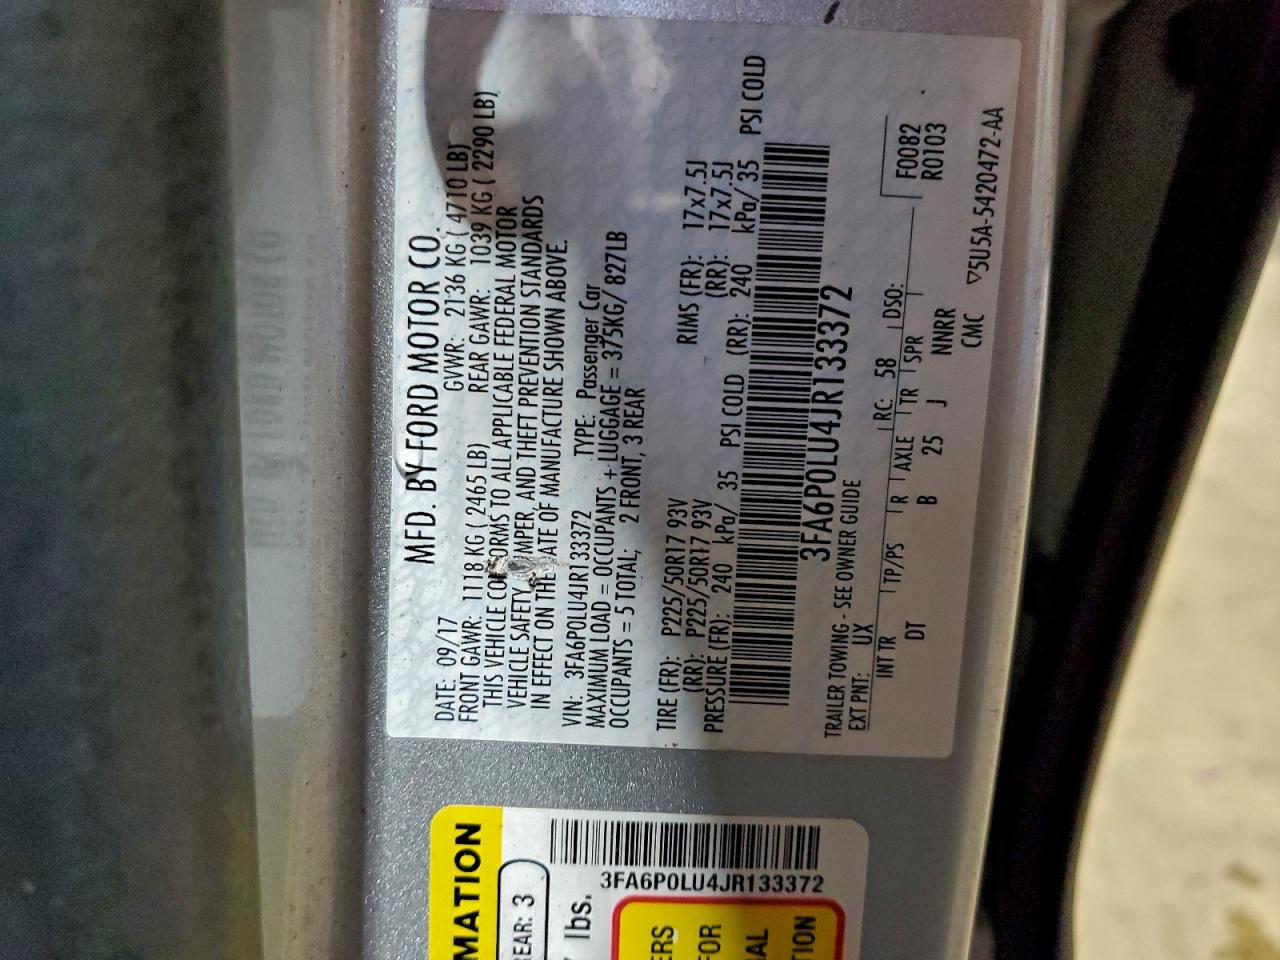 MFD. BY FORD MOTOR CO.
DATE: 09/17 GVWR: 2136 KG ( 4710 LB)
FRONT GAWR: 1118 KG ( 2465 LB) REAR GAWR: 1039 KG ( 2290 LB)
THIS VEHICLE CONFORMS TO ALL APPLICABLE FEDERAL MOTOR
VEHICLE SAFETY, BUMPER, AND THEFT PREVENTION STANDARDS
IN EFFECT ON THE DATE OF MANUFACTURE SHOWN ABOVE.
VIN: 3FA6P0LU4JR133372 TYPE: Passenger Car
MAXIMUM LOAD = OCCUPANTS + LUGGAGE = 375KG/ 827LB
OCCUPANTS = 5 TOTAL; 2 FRONT, 3 REAR
TIRE (FR): P225/50R17 93V RIMS (FR): 17x7.5J
(RR): P225/50R17 93V (RR): 17x7.5J
PRESSURE (FR): 240 kPa/ 35 PSI COLD (RR): 240 kPa/ 35 PSI COLD
3FA6P0LU4JR133372
TRAILER TOWING - SEE OWNER GUIDE
EXT PNT: UX RC: 58 DSO: F0082
R0103
INT TR TP/PS R AXLE TR SPR
DT B 25 J NNRR
CMC
▽5U5A-5420472-AA
MATION
REAR: 3
lbs.
3FA6P0LU4JR133372
ERS
FOR
AL
TION